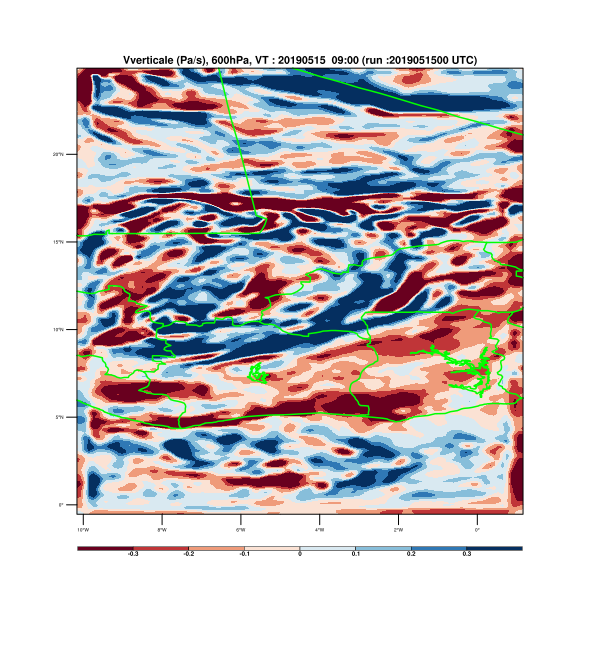 Vverticale (Pa/s), 600hPa, VT : 20190515  09:00 (run :2019051500 UTC)
20°N
15°N
10°N
5°N
0°
10°W 8°W 6°W 4°W 2°W 0°
-0.3 -0.2 -0.1 0 0.1 0.2 0.3